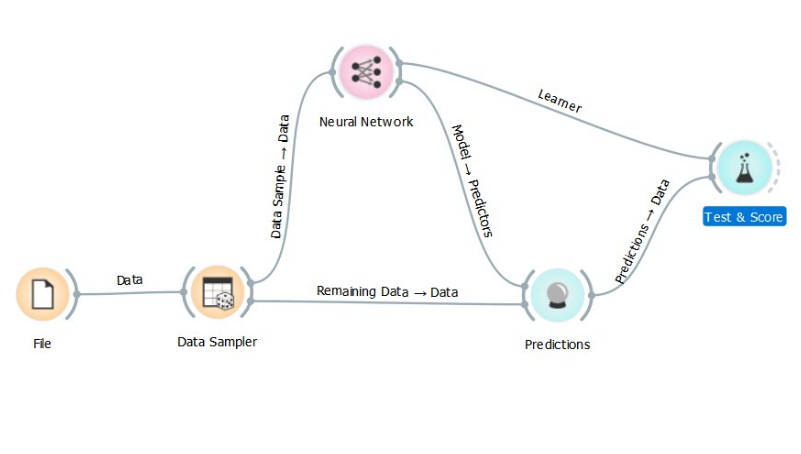 Neural Network
Learner
Data Sample → Data
Model → Predictors
Test & Score
Predictions → Data
Data
Remaining Data → Data
File
Data Sampler
Predictions